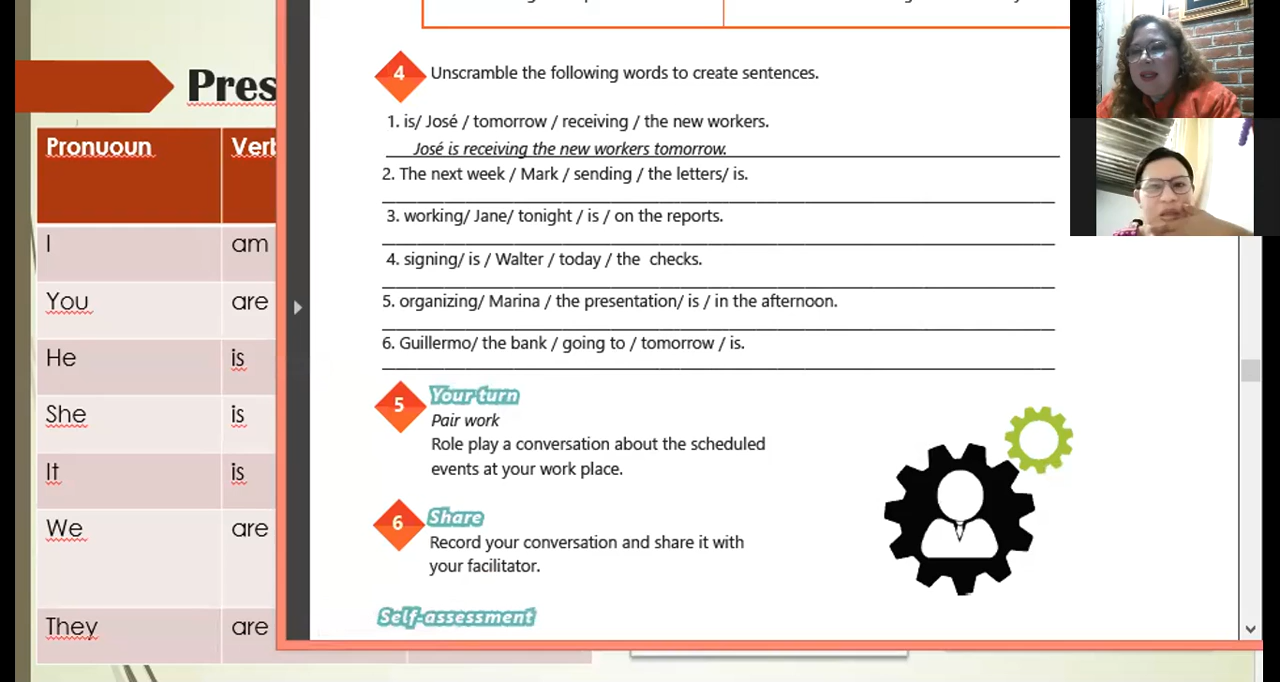 Pres
Pronuoun Verb
I am
You are
He is
She is
It is
We are
They are
4 Unscramble the following words to create sentences.
1. is/ José / tomorrow / receiving / the new workers.
José is receiving the new workers tomorrow.
2. The next week / Mark / sending / the letters/ is.
3. working/ Jane/ tonight / is / on the reports.
4. signing/ is / Walter / today / the checks.
5. organizing/ Marina / the presentation/ is / in the afternoon.
6. Guillermo/ the bank / going to / tomorrow / is.
5 Your turn
Pair work
Role play a conversation about the scheduled
events at your work place.
6 Share
Record your conversation and share it with
your facilitator.
Self-assessment